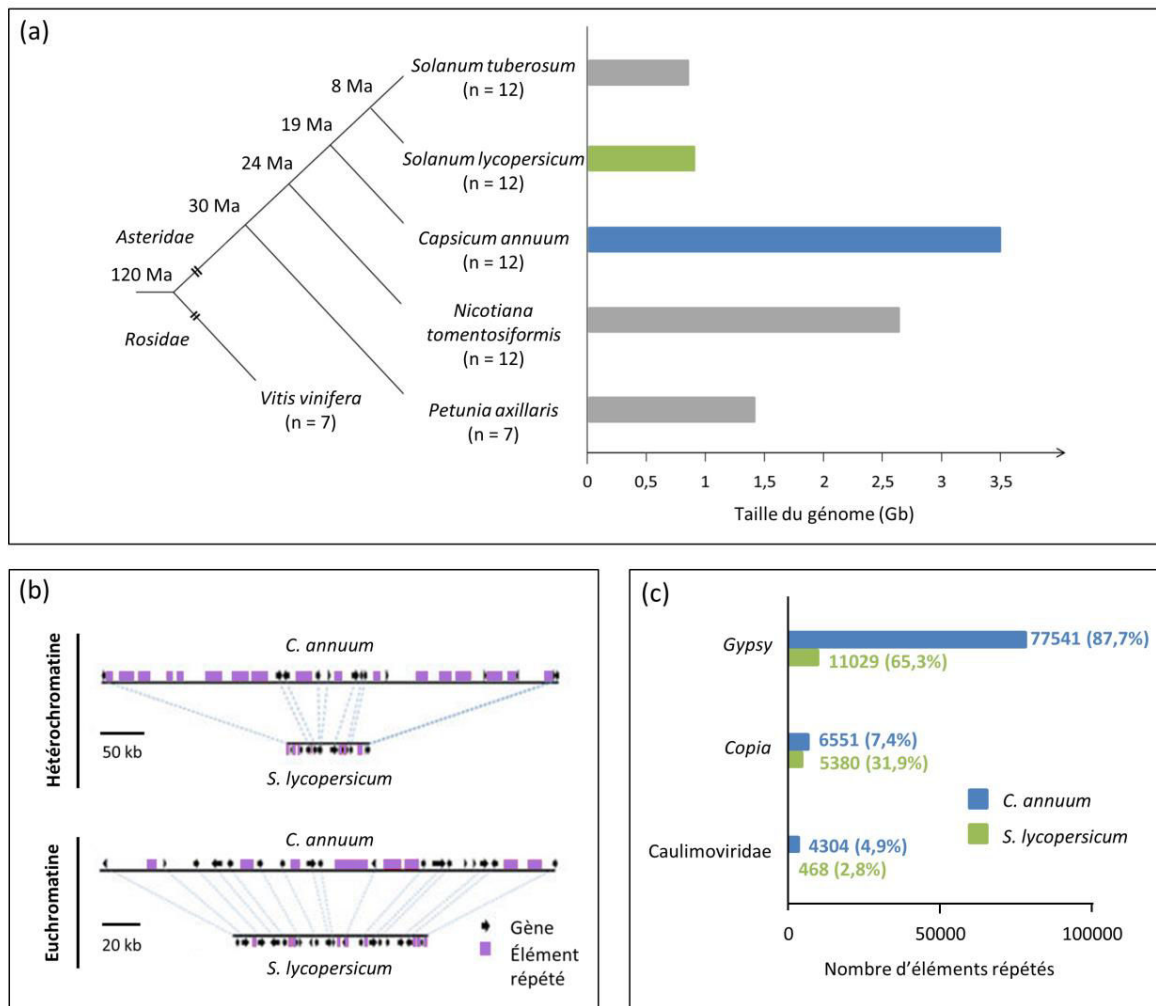 (a)
Solanum tuberosum
(n = 12)
8 Ma
19 Ma
Solanum lycopersicum
(n = 12)
24 Ma
30 Ma
Asteridae
Capsicum annuum
(n = 12)
120 Ma
Rosidae
Nicotiana
tomentosiformis
(n = 12)
Vitis vinifera
(n = 7)
Petunia axillaris
(n = 7)
0 0,5 1 1,5 2 2,5 3 3,5
Taille du génome (Gb)
(b)
Hétérochromatine
C. annuum
50 kb
S. lycopersicum
Euchromatine
C. annuum
20 kb
S. lycopersicum
Gène
Élément
répété
(c)
Gypsy
77541 (87,7%)
11029 (65,3%)
Copia
6551 (7,4%)
5380 (31,9%)
C. annuum
S. lycopersicum
Caulimoviridae
4304 (4,9%)
468 (2,8%)
0 50000 100000
Nombre d'éléments répétés